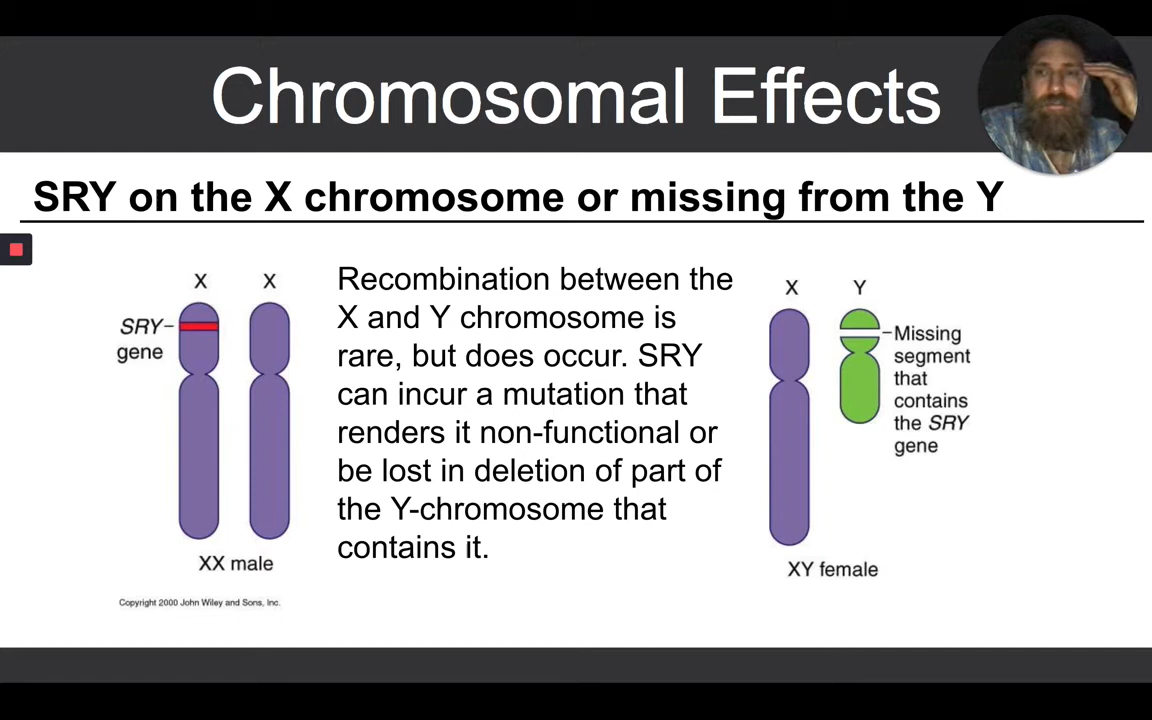 Chromosomal Effects
SRY on the X chromosome or missing from the Y
X
X
SRY
gene
XX male
Copyright 2000 John Wiley and Sons, Inc.
Recombination between the
X and Y chromosome is
rare, but does occur. SRY
can incur a mutation that
renders it non-functional or
be lost in deletion of part of
the Y-chromosome that
contains it.
X
Y
Missing
segment
that
contains
the SRY
gene
XY female